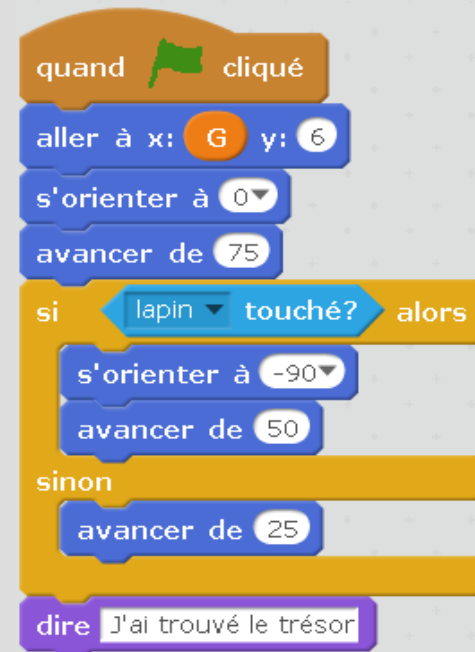 quand cliqué
aller à x: G y: 6
s'orienter à 0
avancer de 75
si lapin touché? alors
s'orienter à -90
avancer de 50
sinon
avancer de 25
dire J'ai trouvé le trésor